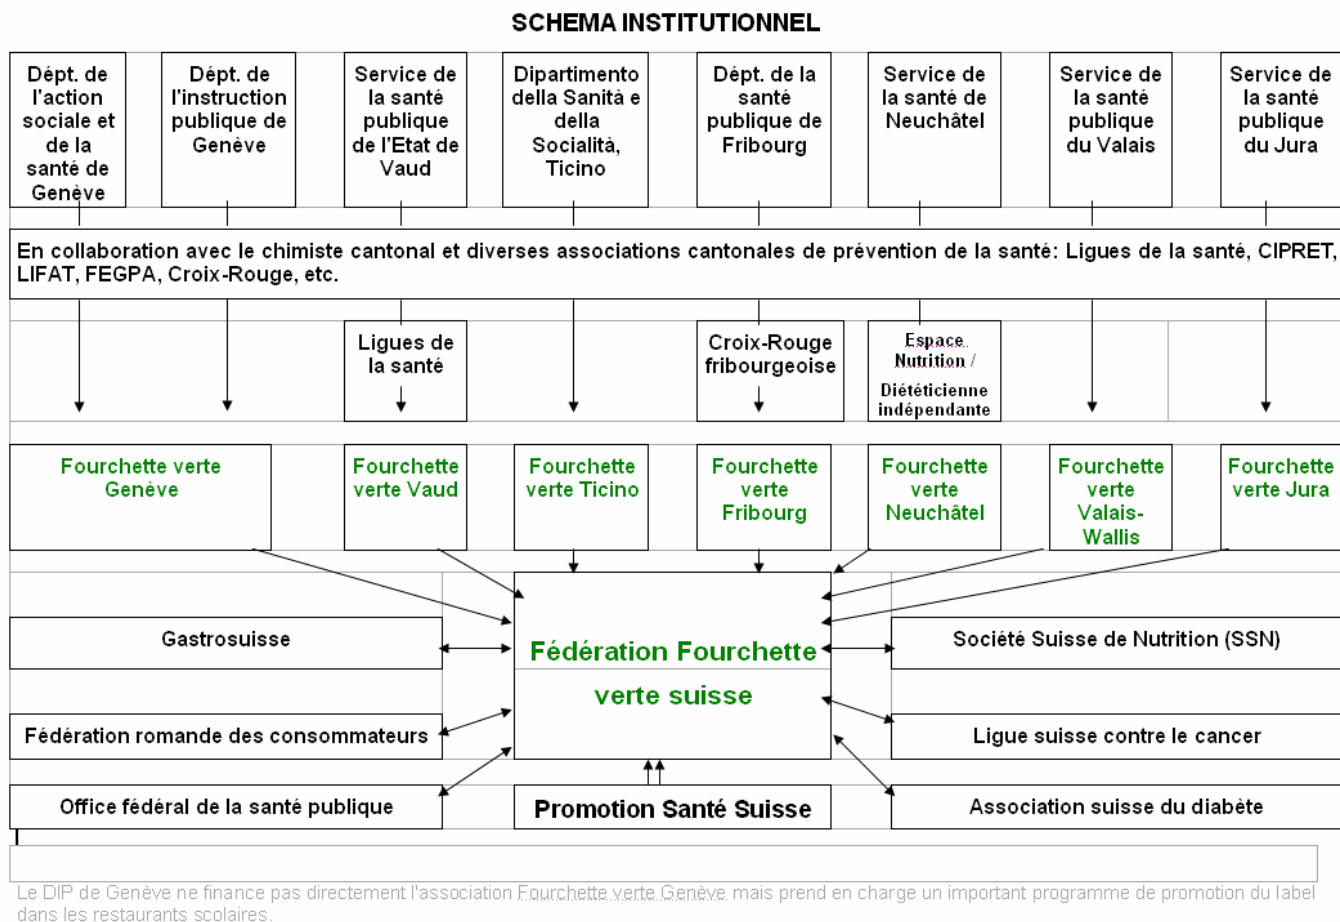 SCHEMA INSTITUTIONNEL
Dépt. de
l'action
sociale et
de la
santé de
Genève
Dépt. de
l'instruction
publique de
Genève
Service de
la santé
publique
de l'Etat de
Vaud
Dipartimento
della Sanità e
della
Socialità,
Ticino
Dépt. de la
santé
publique de
Fribourg
Service de
la santé de
Neuchâtel
Service de
la santé
publique
du Valais
Service de
la santé
publique
du Jura
En collaboration avec le chimiste cantonal et diverses associations cantonales de prévention de la santé: Ligues de la santé, CIPRET,
LIFAT, FEGPA, Croix-Rouge, etc.
Ligues de
la santé
Croix-Rouge
fribourgeoise
Espace
Nutrition /
Diététicienne
indépendante
Fourchette verte
Genève
Fourchette
verte Vaud
Fourchette
verte Ticino
Fourchette
verte
Fribourg
Fourchette
verte
Neuchâtel
Fourchette
verte
Valais-
Wallis
Fourchette
verte Jura
Gastrosuisse
Fédération romande des consommateurs
Office fédéral de la santé publique
Fédération Fourchette
verte suisse
Promotion Santé Suisse
Société Suisse de Nutrition (SSN)
Ligue suisse contre le cancer
Association suisse du diabète
Le DIP de Genève ne finance pas directement l'association Fourchette verte Genève mais prend en charge un important programme de promotion du label
dans les restaurants scolaires.